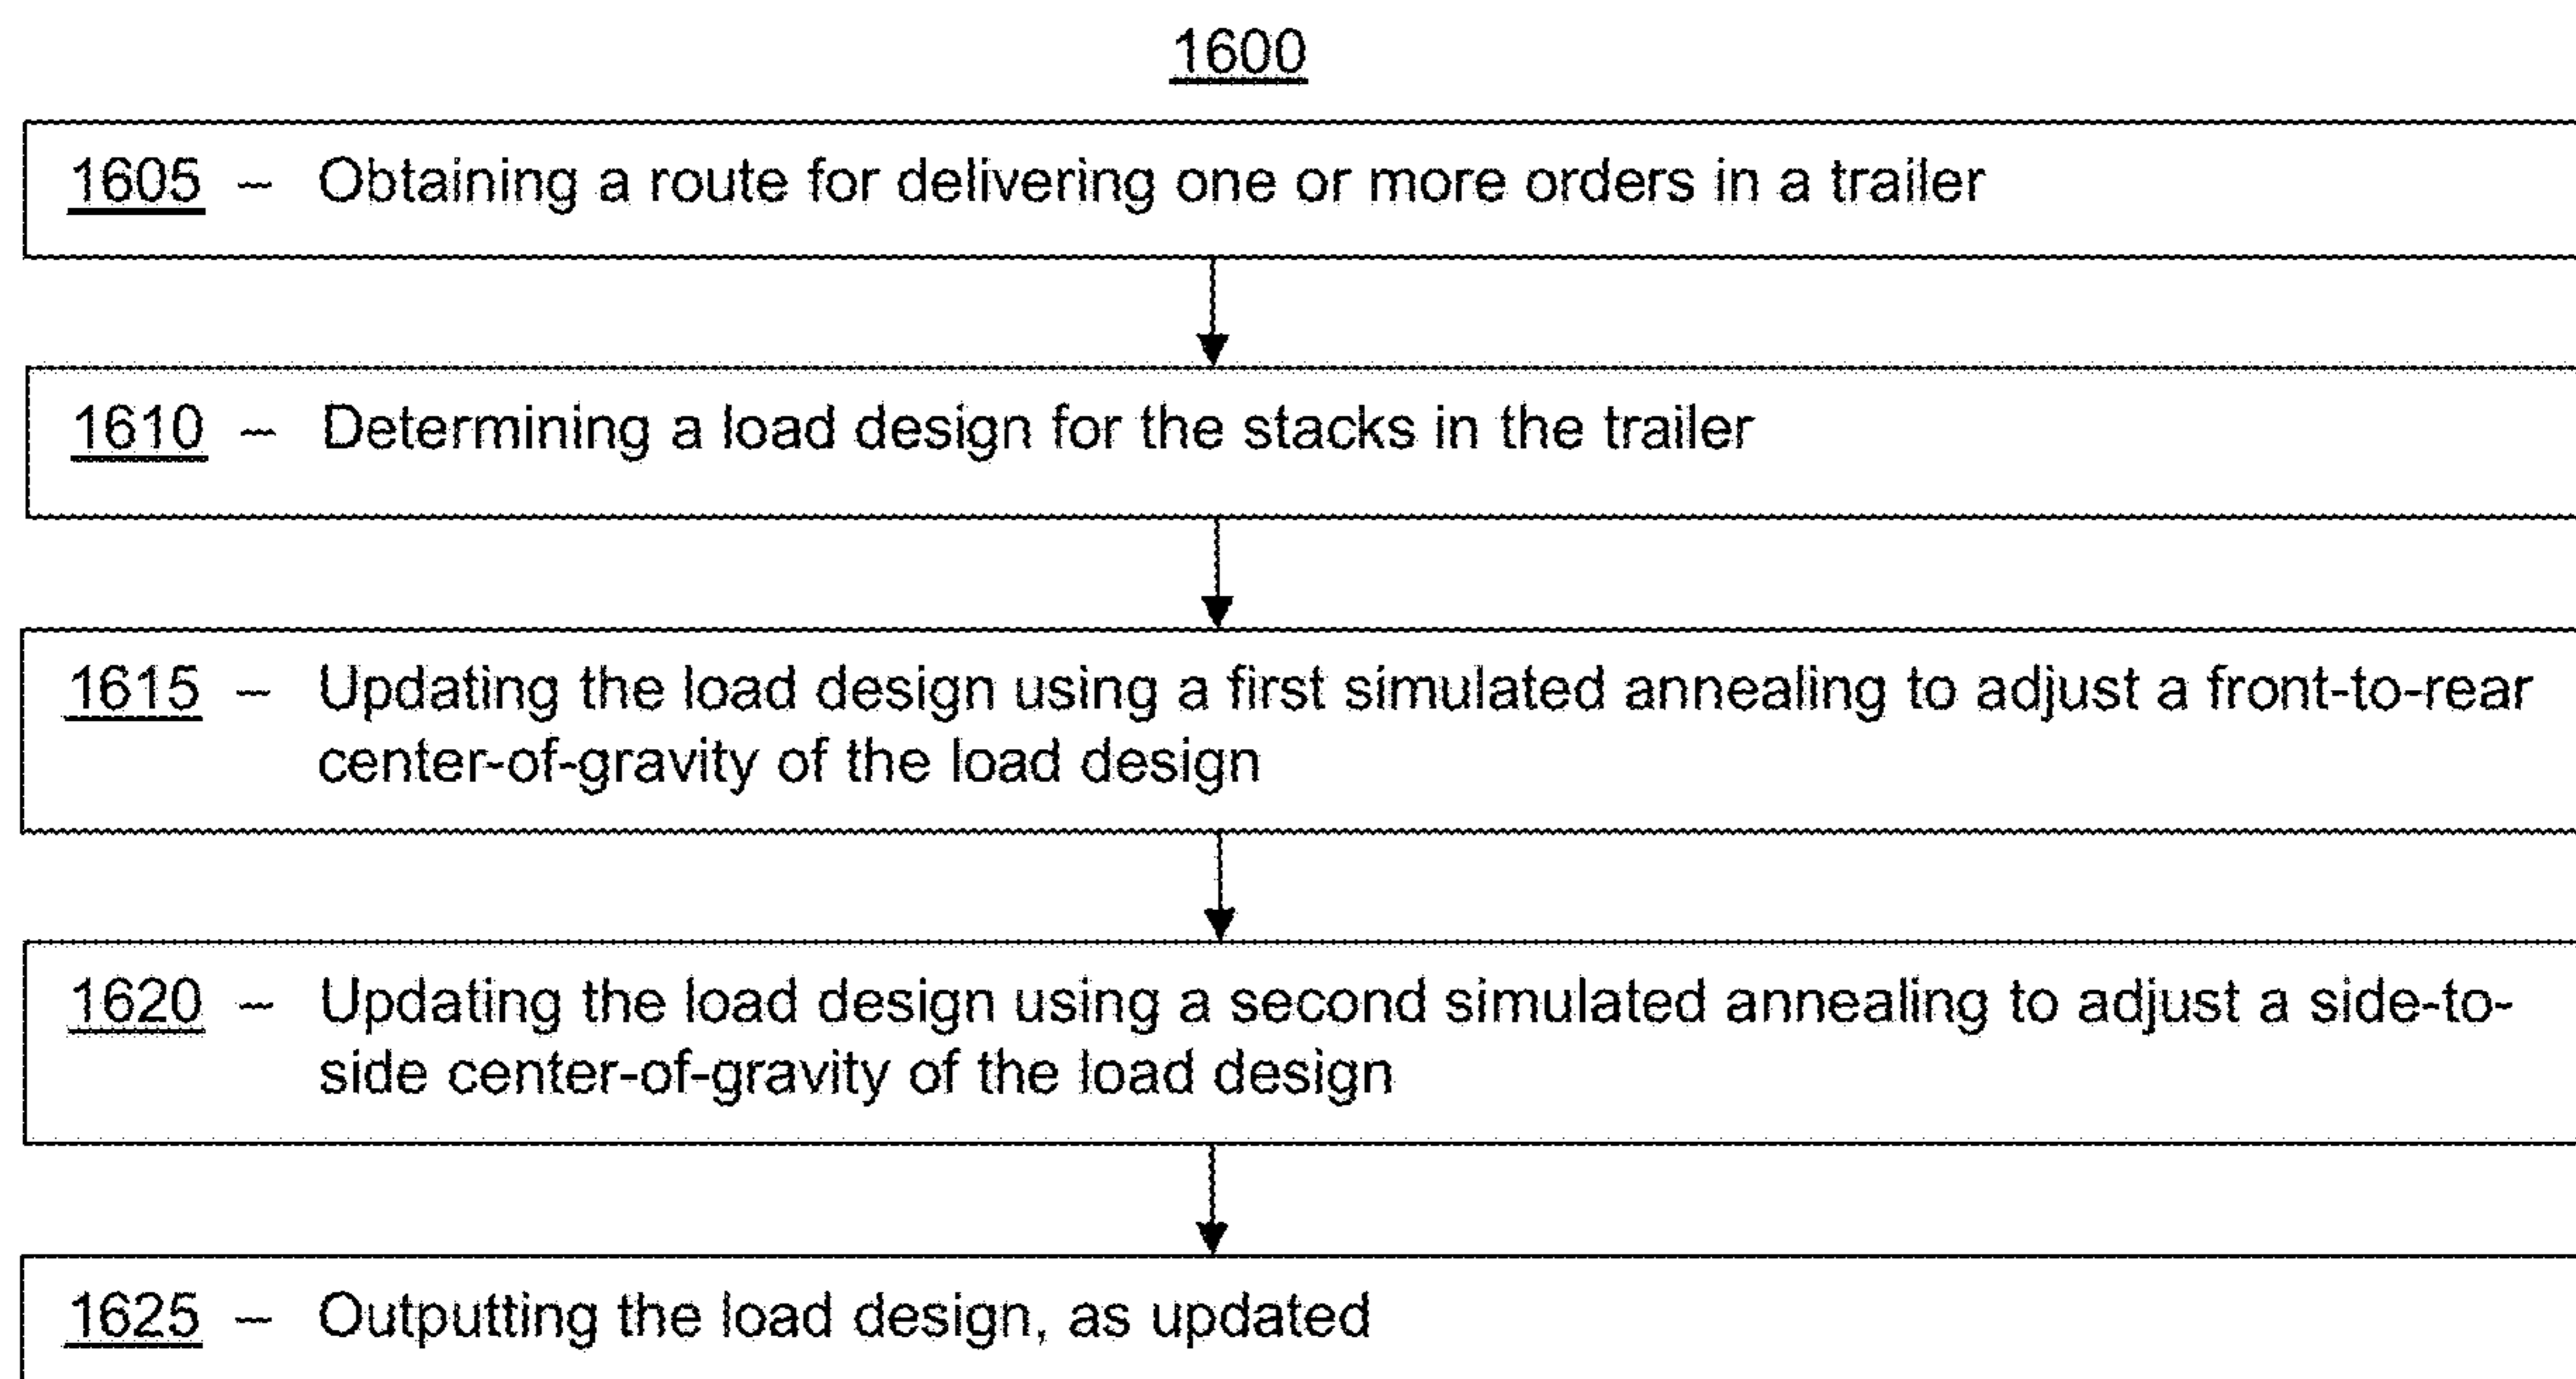 1600
1605 – Obtaining a route for delivering one or more orders in a trailer
1610 – Determining a load design for the stacks in the trailer
1615 – Updating the load design using a first simulated annealing to adjust a front-to-rear
center-of-gravity of the load design
1620 – Updating the load design using a second simulated annealing to adjust a side-to-
side center-of-gravity of the load design
1625 – Outputting the load design, as updated